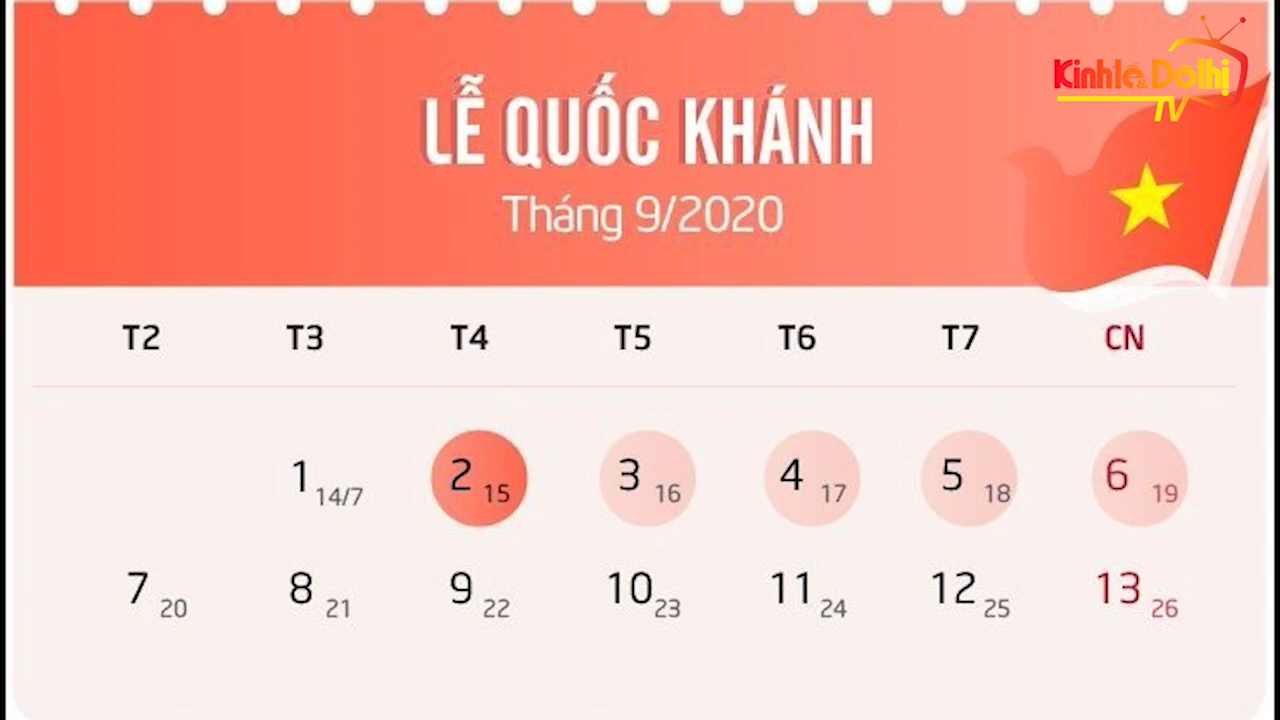 Kinhtế&Đôthị
TV
LỄ QUỐC KHÁNH
Tháng 9/2020
T2 T3 T4 T5 T6 T7 CN
1 14/7 2 15 3 16 4 17 5 18 6 19
7 20 8 21 9 22 10 23 11 24 12 25 13 26